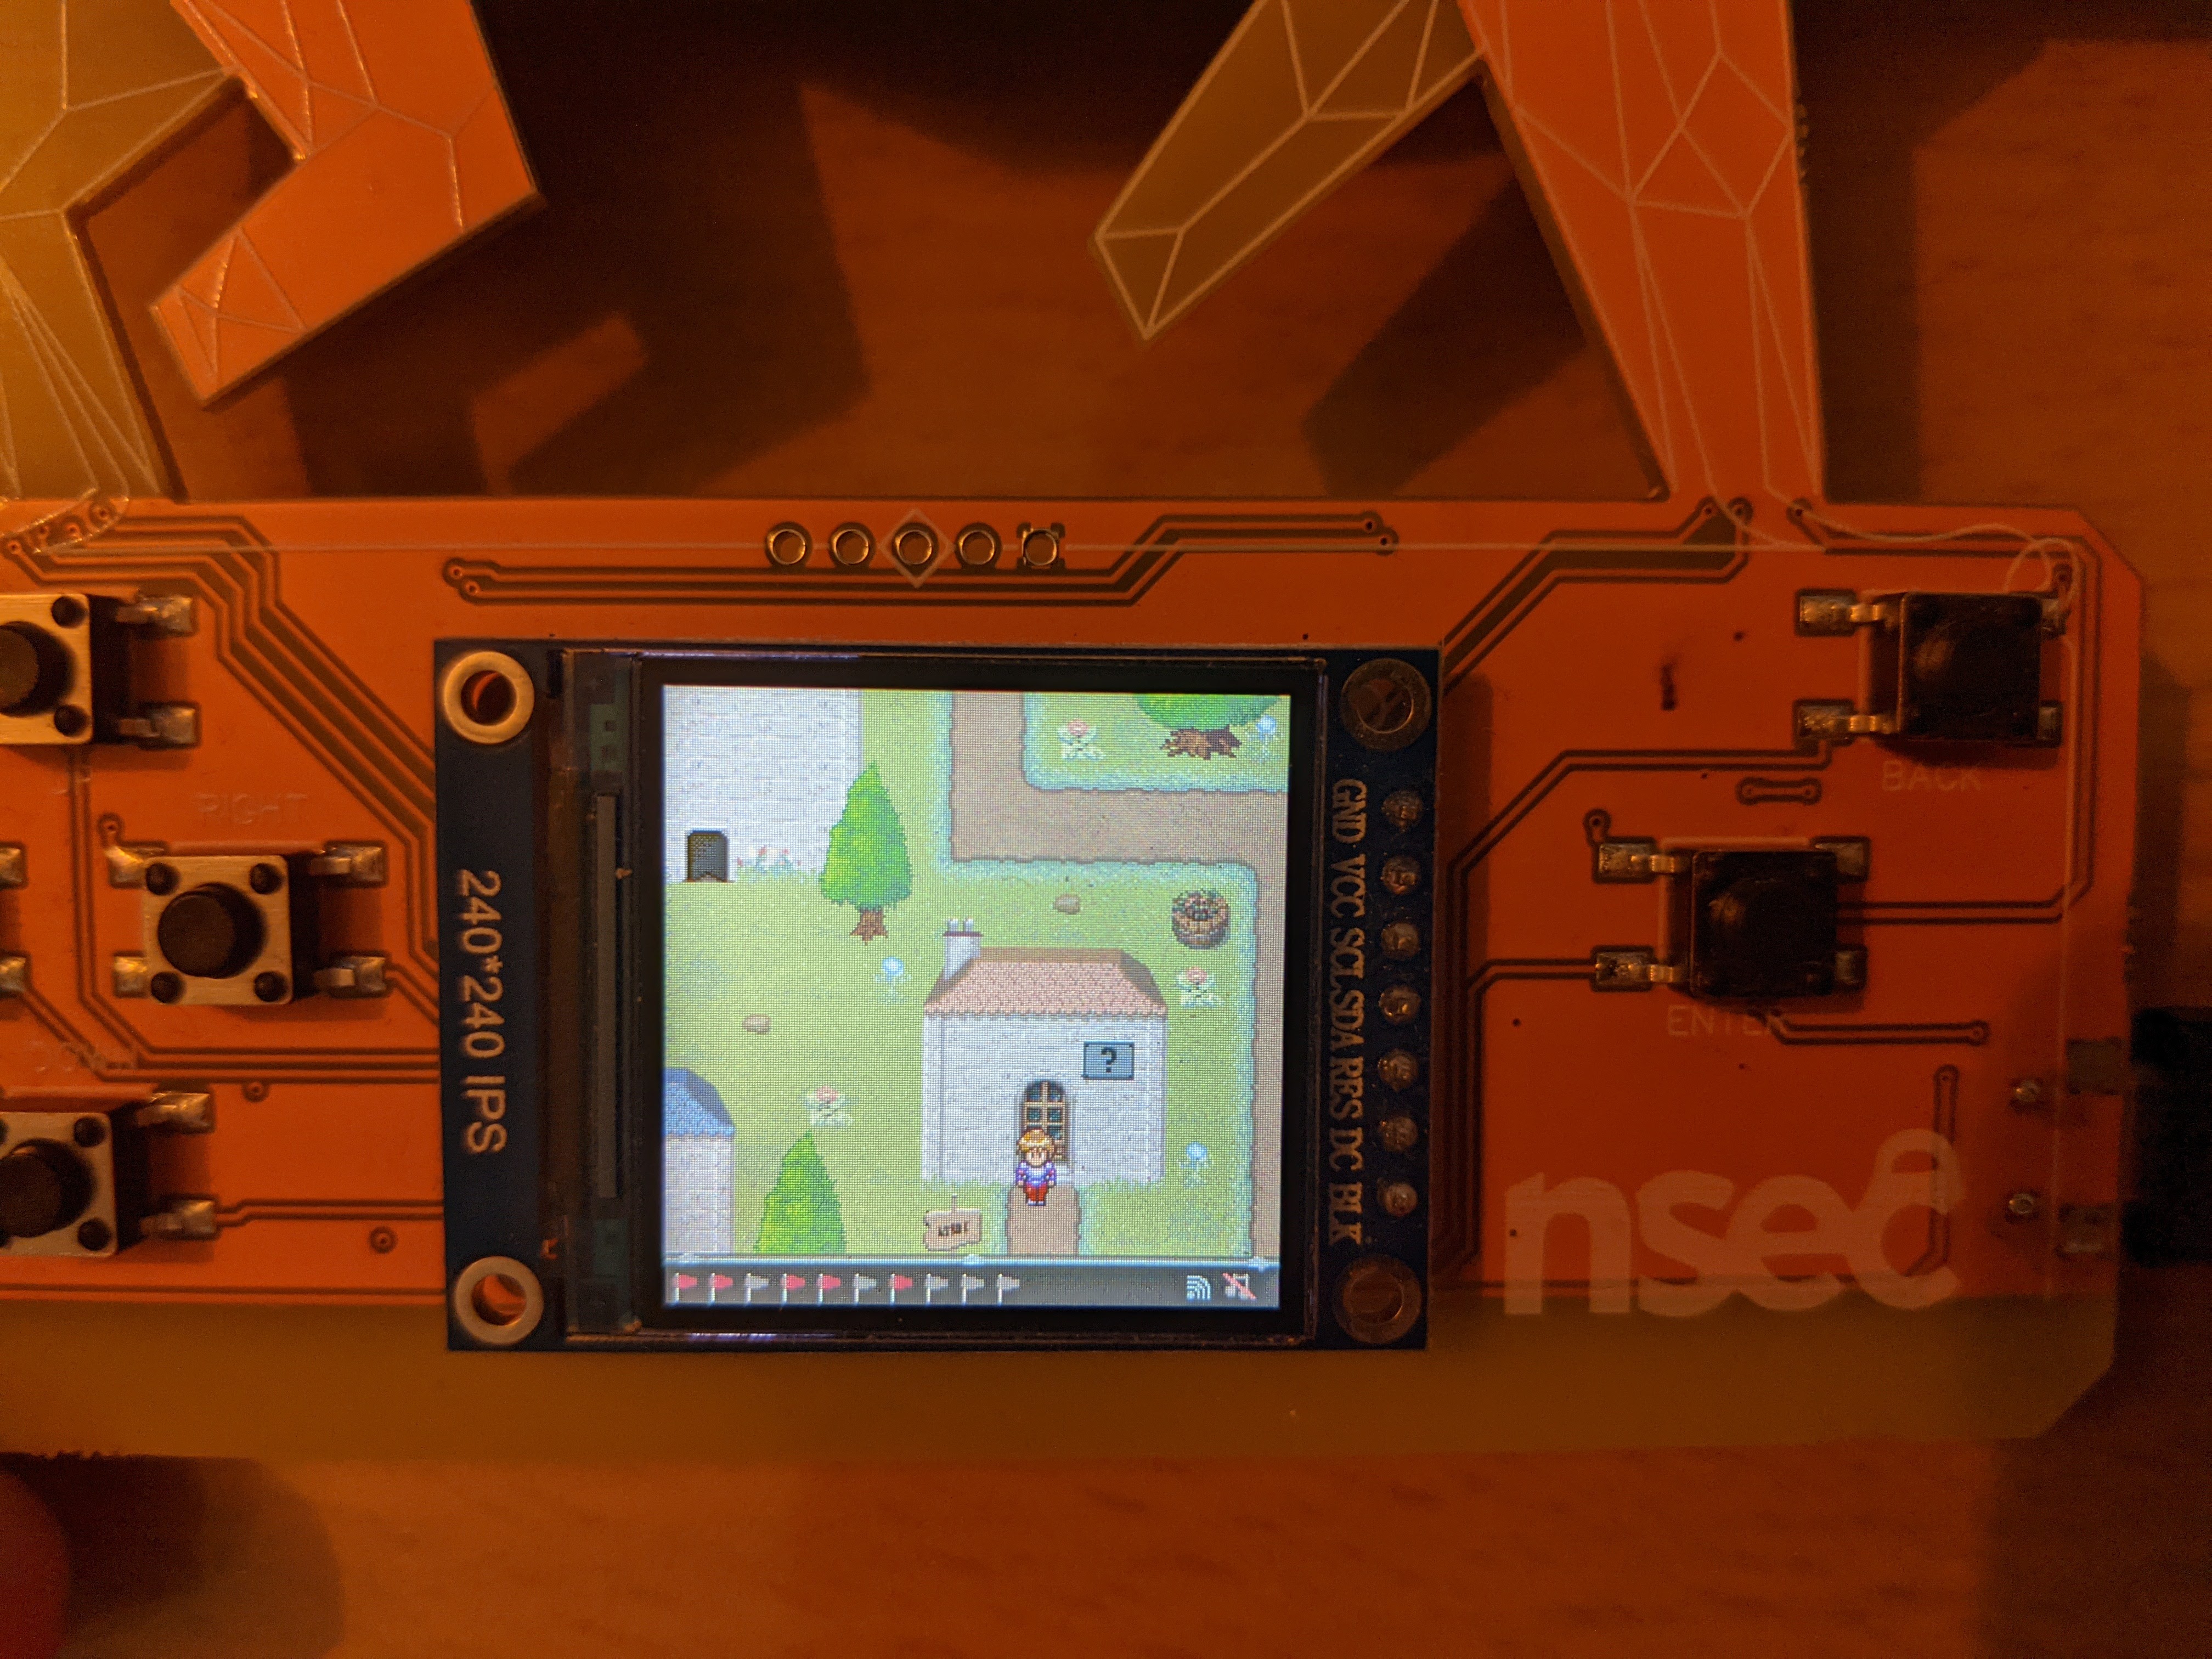 RIGHT
BACK
ENTER
240*240 IPS
GND VCC SCL SDA RES DC BLK
?
nsec